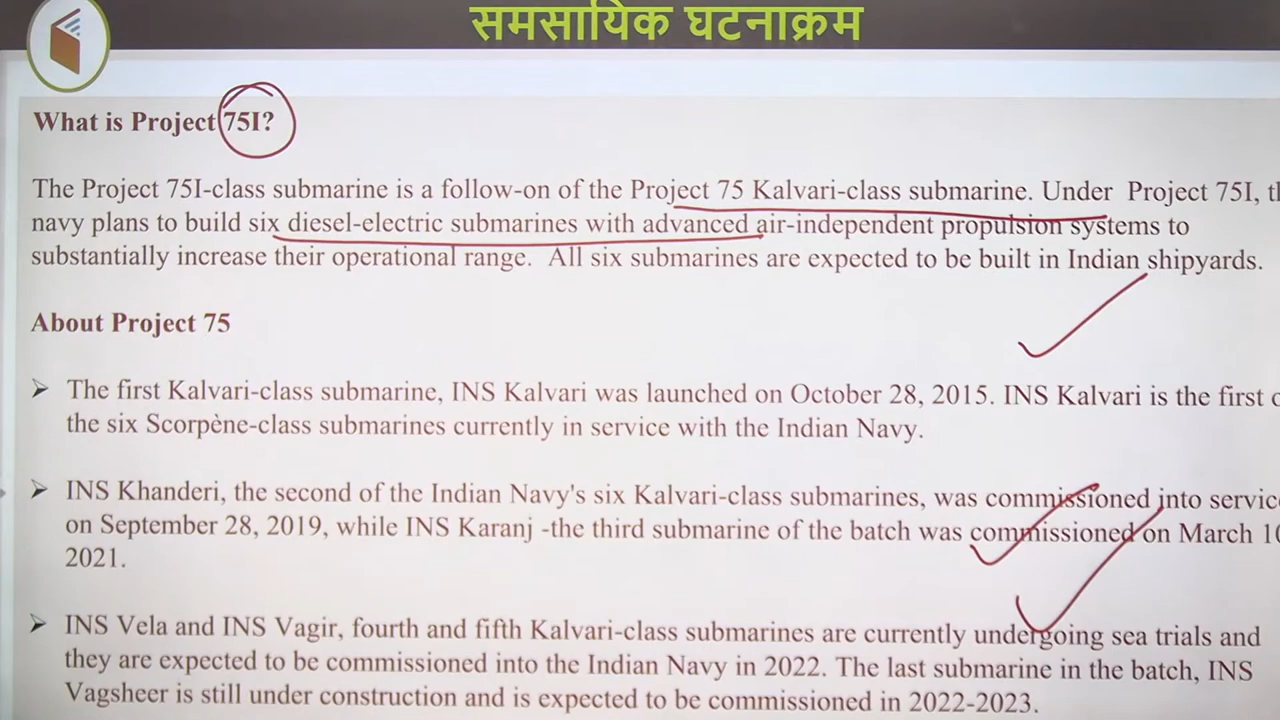 समसायिक घटनाक्रम
What is Project 75I?
The Project 75I-class submarine is a follow-on of the Project 75 Kalvari-class submarine. Under Project 75I, th
navy plans to build six diesel-electric submarines with advanced air-independent propulsion systems to
substantially increase their operational range. All six submarines are expected to be built in Indian shipyards.
About Project 75
➢ The first Kalvari-class submarine, INS Kalvari was launched on October 28, 2015. INS Kalvari is the first o
the six Scorpène-class submarines currently in service with the Indian Navy.
➢ INS Khanderi, the second of the Indian Navy's six Kalvari-class submarines, was commissioned into servic
on September 28, 2019, while INS Karanj -the third submarine of the batch was commissioned on March 10
2021.
➢ INS Vela and INS Vagir, fourth and fifth Kalvari-class submarines are currently undergoing sea trials and
they are expected to be commissioned into the Indian Navy in 2022. The last submarine in the batch, INS
Vagsheer is still under construction and is expected to be commissioned in 2022-2023.